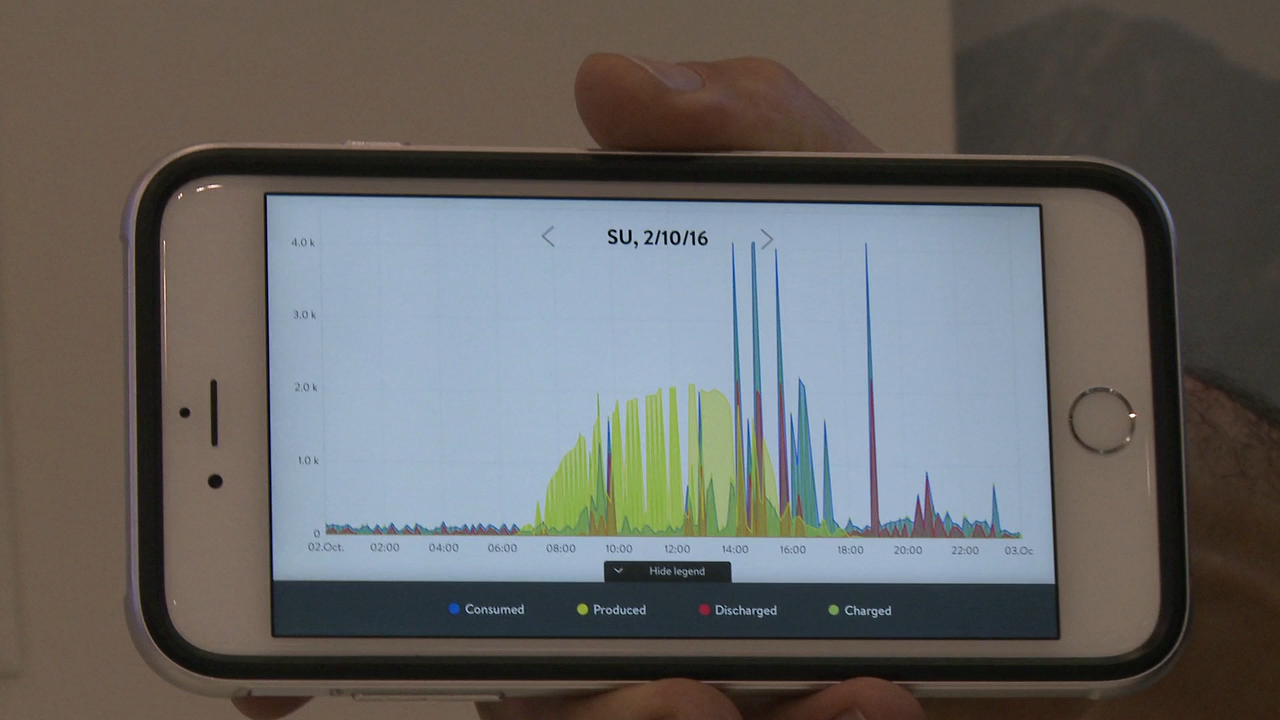 SU, 2/10/16
4.0 k
3.0 k
2.0 k
1.0 k
0
02.Oct. 02:00 04:00 06:00 08:00 10:00 12:00 14:00 16:00 18:00 20:00 22:00 03.Oc
Hide legend
Consumed Produced Discharged Charged